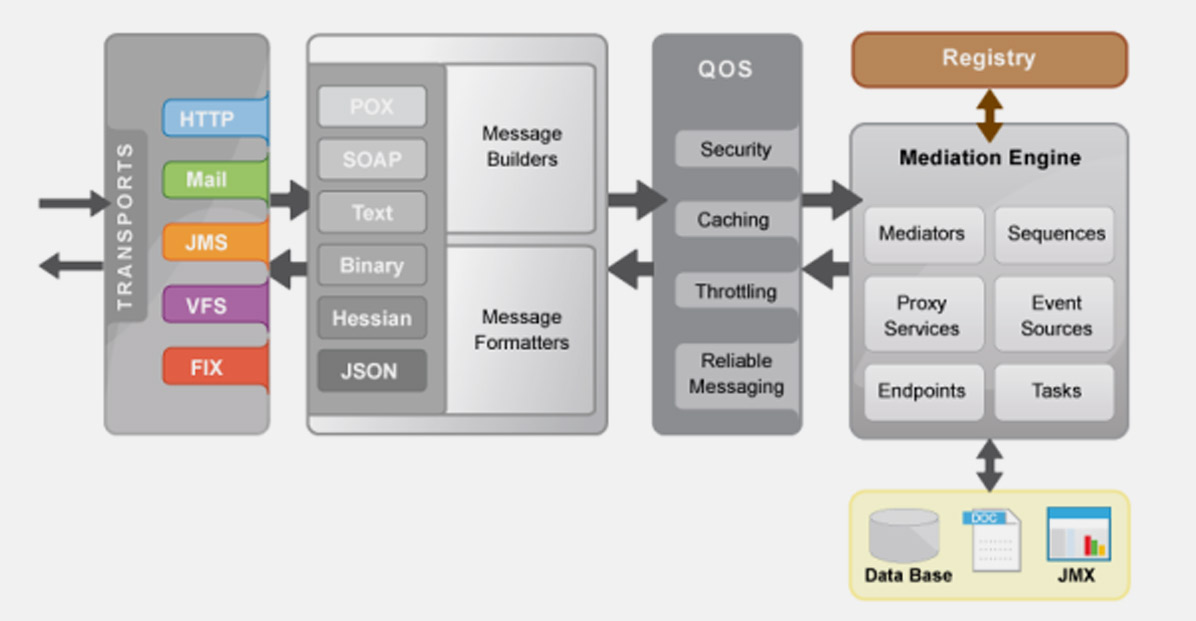 TRANSPORTS
HTTP
Mail
JMS
VFS
FIX
POX
SOAP
Text
Binary
Hessian
JSON
Message
Builders
Message
Formatters
QOS
Security
Caching
Throttling
Reliable
Messaging
Registry
Mediation Engine
Mediators
Sequences
Proxy
Services
Event
Sources
Endpoints
Tasks
DOC
Data Base
JMX